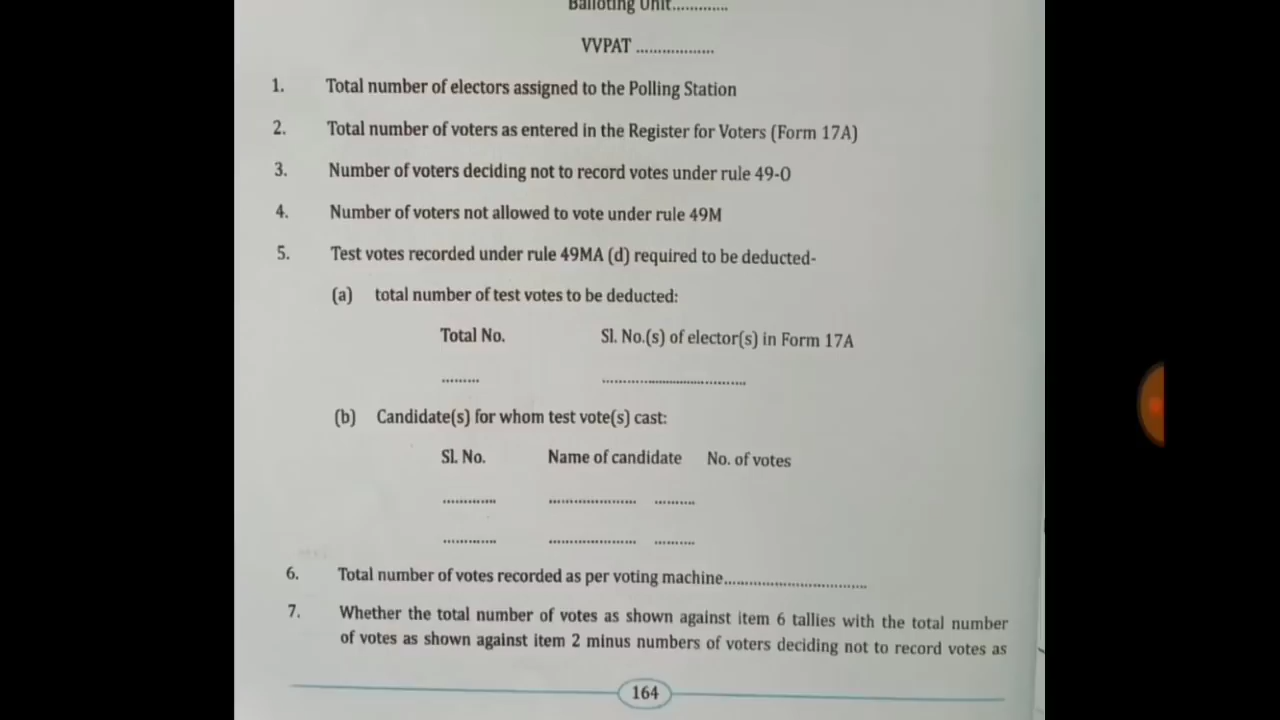 Balloting Unit.............
VVPAT ..................
1. Total number of electors assigned to the Polling Station
2. Total number of voters as entered in the Register for Voters (Form 17A)
3. Number of voters deciding not to record votes under rule 49-O
4. Number of voters not allowed to vote under rule 49M
5. Test votes recorded under rule 49MA (d) required to be deducted-
(a) total number of test votes to be deducted:
Total No. Sl. No.(s) of elector(s) in Form 17A
......... ..................................
(b) Candidate(s) for whom test vote(s) cast:
Sl. No. Name of candidate No. of votes
............. ...................... ..........
............. ...................... ..........
6. Total number of votes recorded as per voting machine.................................
7. Whether the total number of votes as shown against item 6 tallies with the total number
of votes as shown against item 2 minus numbers of voters deciding not to record votes as
164